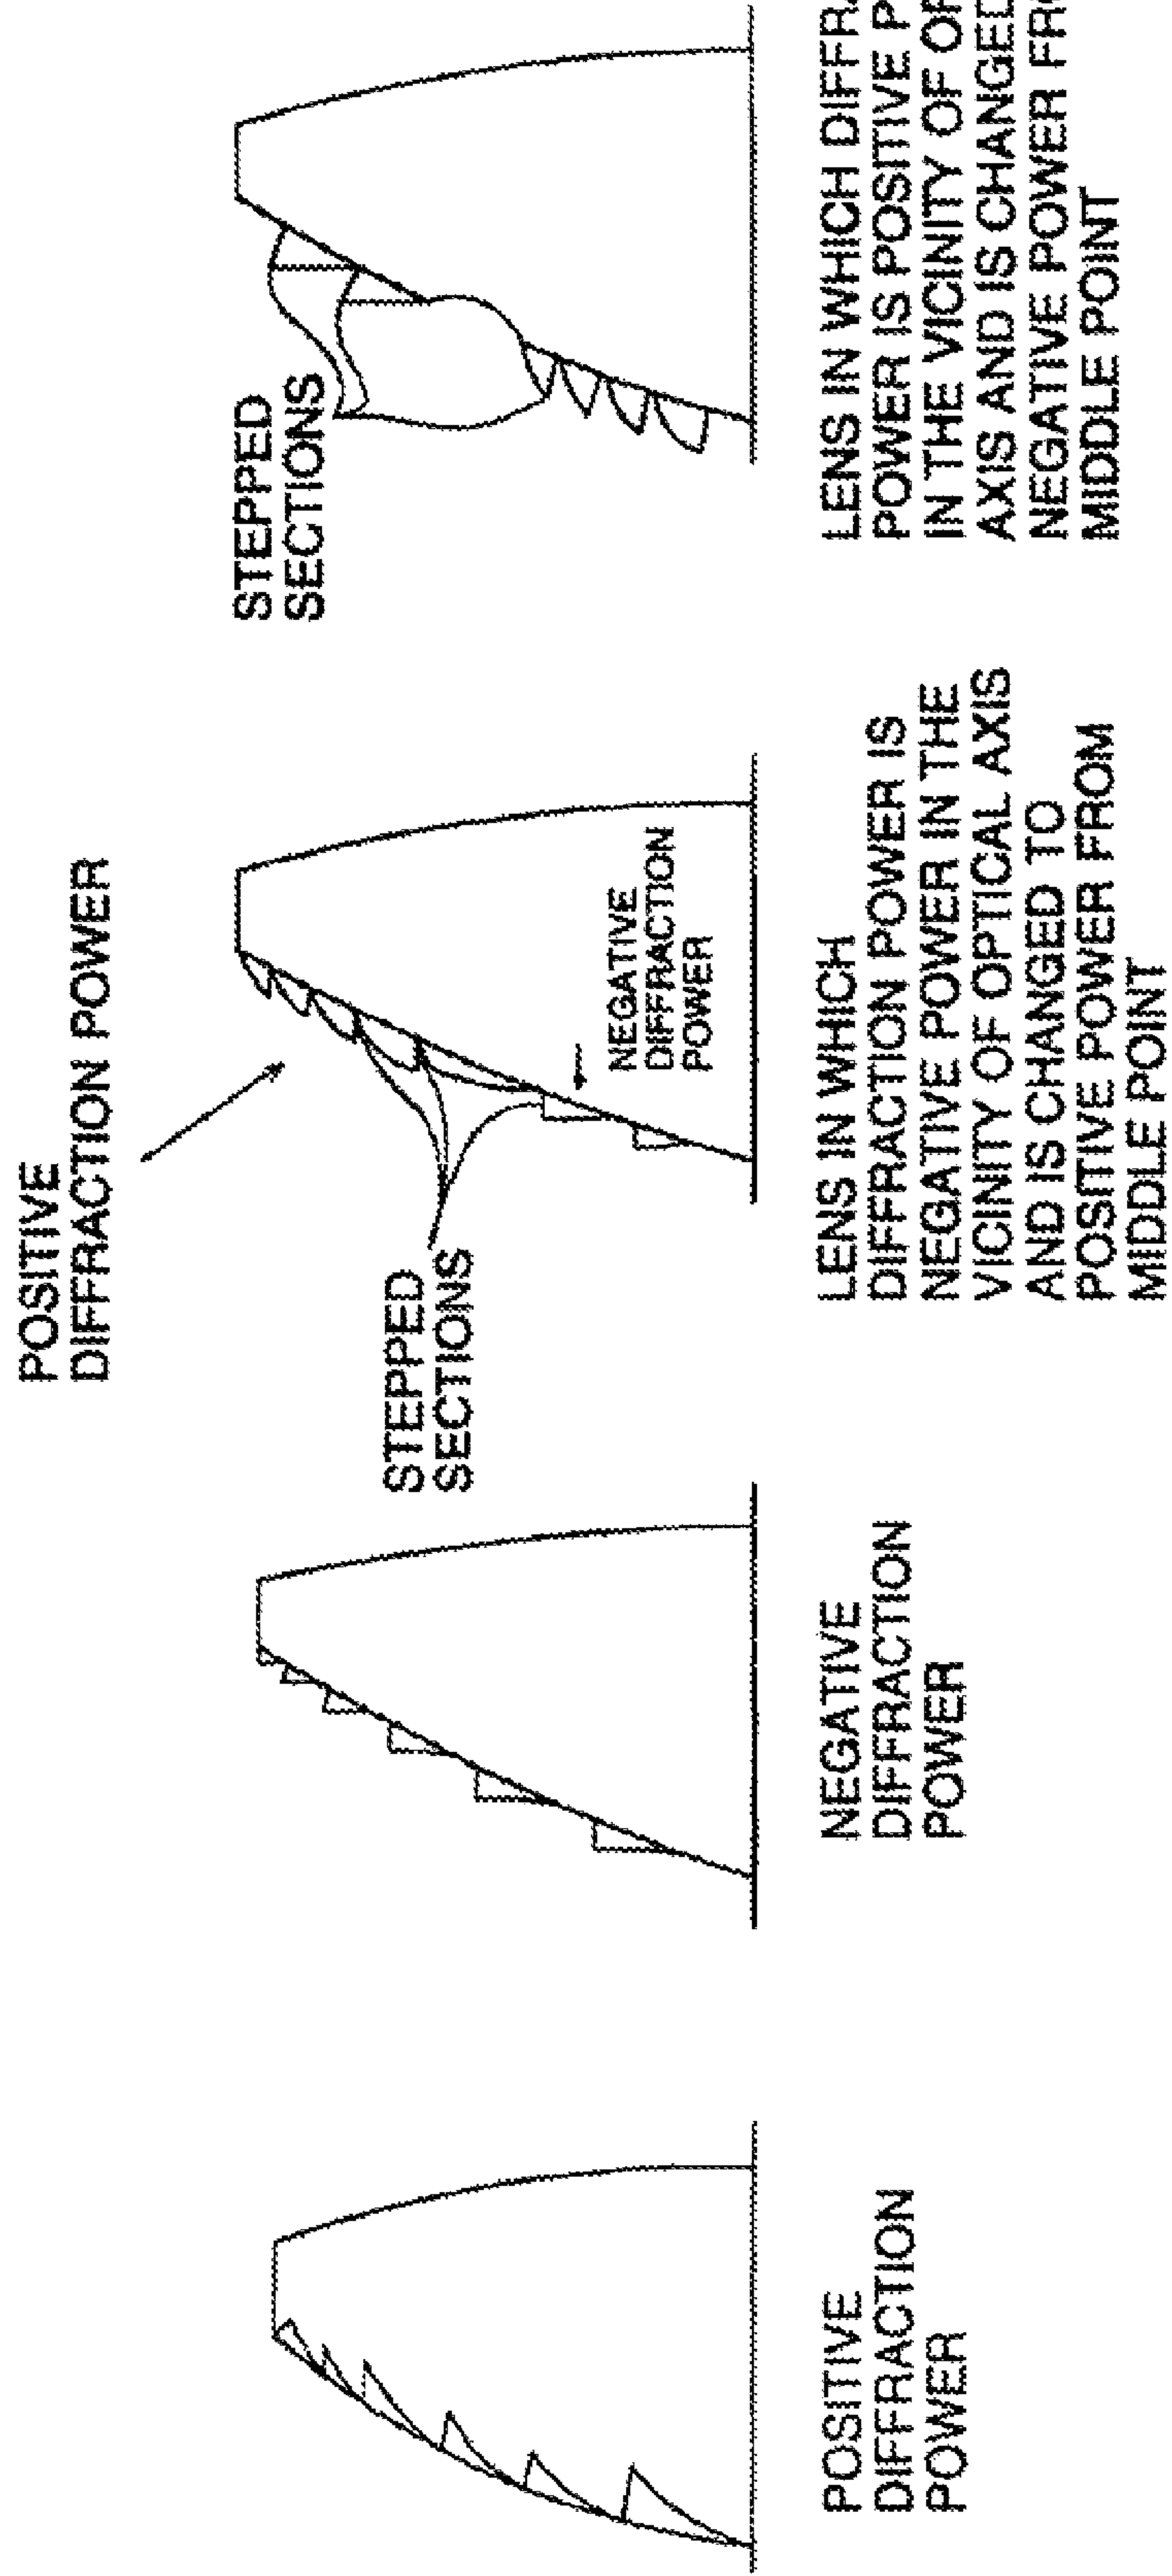 POSITIVE
DIFFRACTION POWER
STEPPED
SECTIONS
STEPPED
SECTIONS
NEGATIVE
DIFFRACTION
POWER
POSITIVE
DIFFRACTION
POWER
NEGATIVE
DIFFRACTION
POWER
LENS IN WHICH
DIFFRACTION POWER IS
NEGATIVE POWER IN THE
VICINITY OF OPTICAL AXIS
AND IS CHANGED TO
POSITIVE POWER FROM
MIDDLE POINT
LENS IN WHICH
POWER IS POSITIVE
IN THE VICINITY OF
AXIS AND IS CHANGED
NEGATIVE POWER
MIDDLE POINT